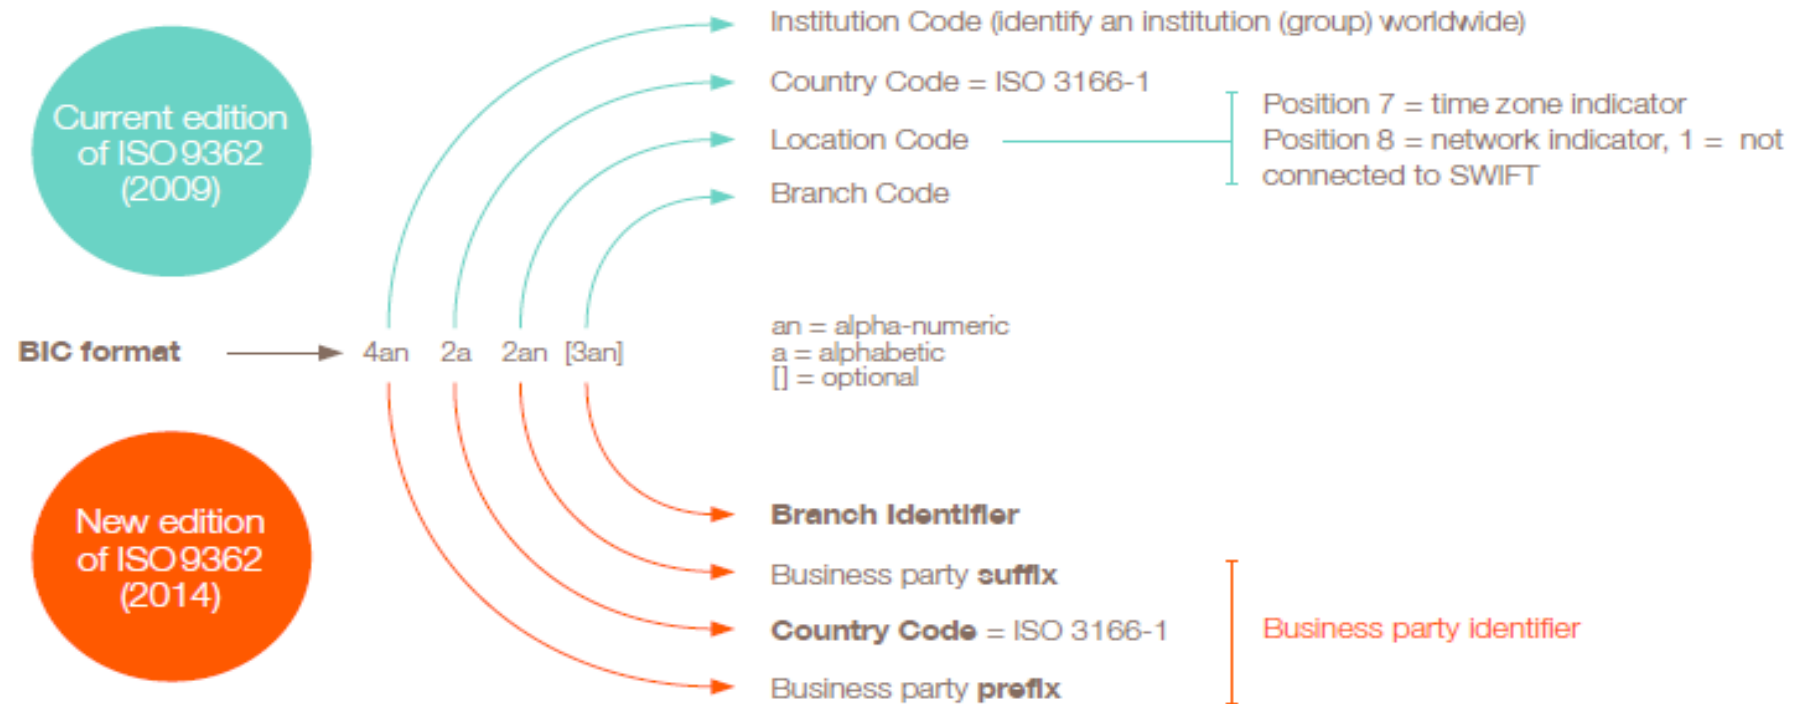 Institution Code (identify an institution (group) worldwide)
Current edition
of ISO 9362
(2009)
Country Code = ISO 3166-1
Location Code
Position 7 = time zone indicator
Position 8 = network indicator, 1 = not
connected to SWIFT
Branch Code
BIC format
4an 2a 2an [3an]
an = alpha-numeric
a = alphabetic
[] = optional
New edition
of ISO 9362
(2014)
Branch Identifier
Business party suffix
Country Code = ISO 3166-1
Business party prefix
Business party identifier